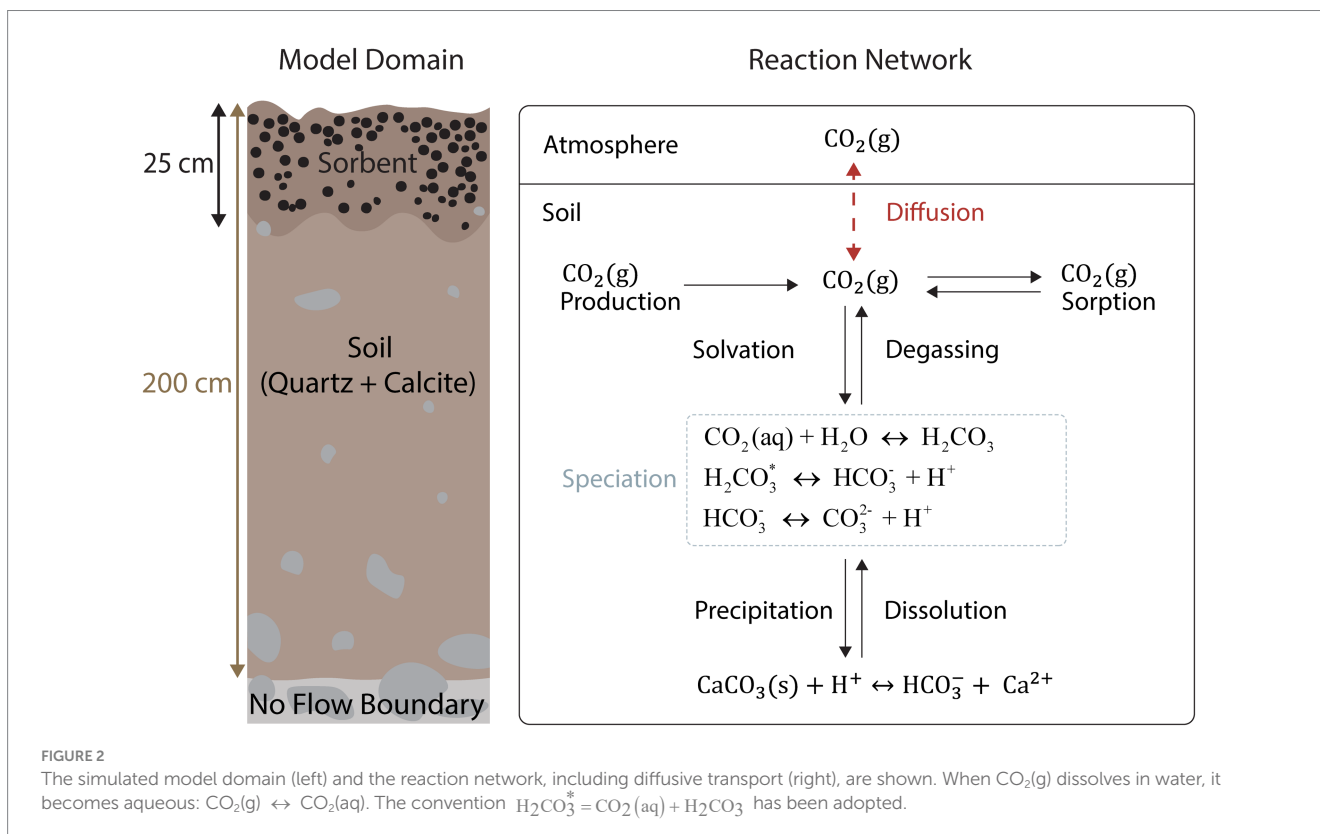 Model Domain
Reaction Network
25 cm
Sorbent
200 cm
Soil
(Quartz + Calcite)
No Flow Boundary
Atmosphere
CO₂(g)
Soil
Diffusion
CO₂(g)
Production
CO₂(g)
CO₂(g)
Sorption
Solvation
Degassing
Speciation
CO₂(aq) + H₂O ↔ H₂CO₃
H₂CO₃* ↔ HCO₃⁻ + H⁺
HCO₃⁻ ↔ CO₃²⁻ + H⁺
Precipitation
Dissolution
CaCO₃(s) + H⁺ ↔ HCO₃⁻ + Ca²⁺
FIGURE 2
The simulated model domain (left) and the reaction network, including diffusive transport (right), are shown. When CO₂(g) dissolves in water, it
becomes aqueous: CO₂(g) ↔ CO₂(aq). The convention H₂CO₃* = CO₂(aq) + H₂CO₃ has been adopted.